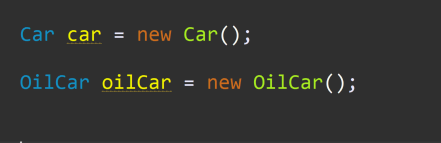 Car car = new Car();
OilCar oilCar = new OilCar();